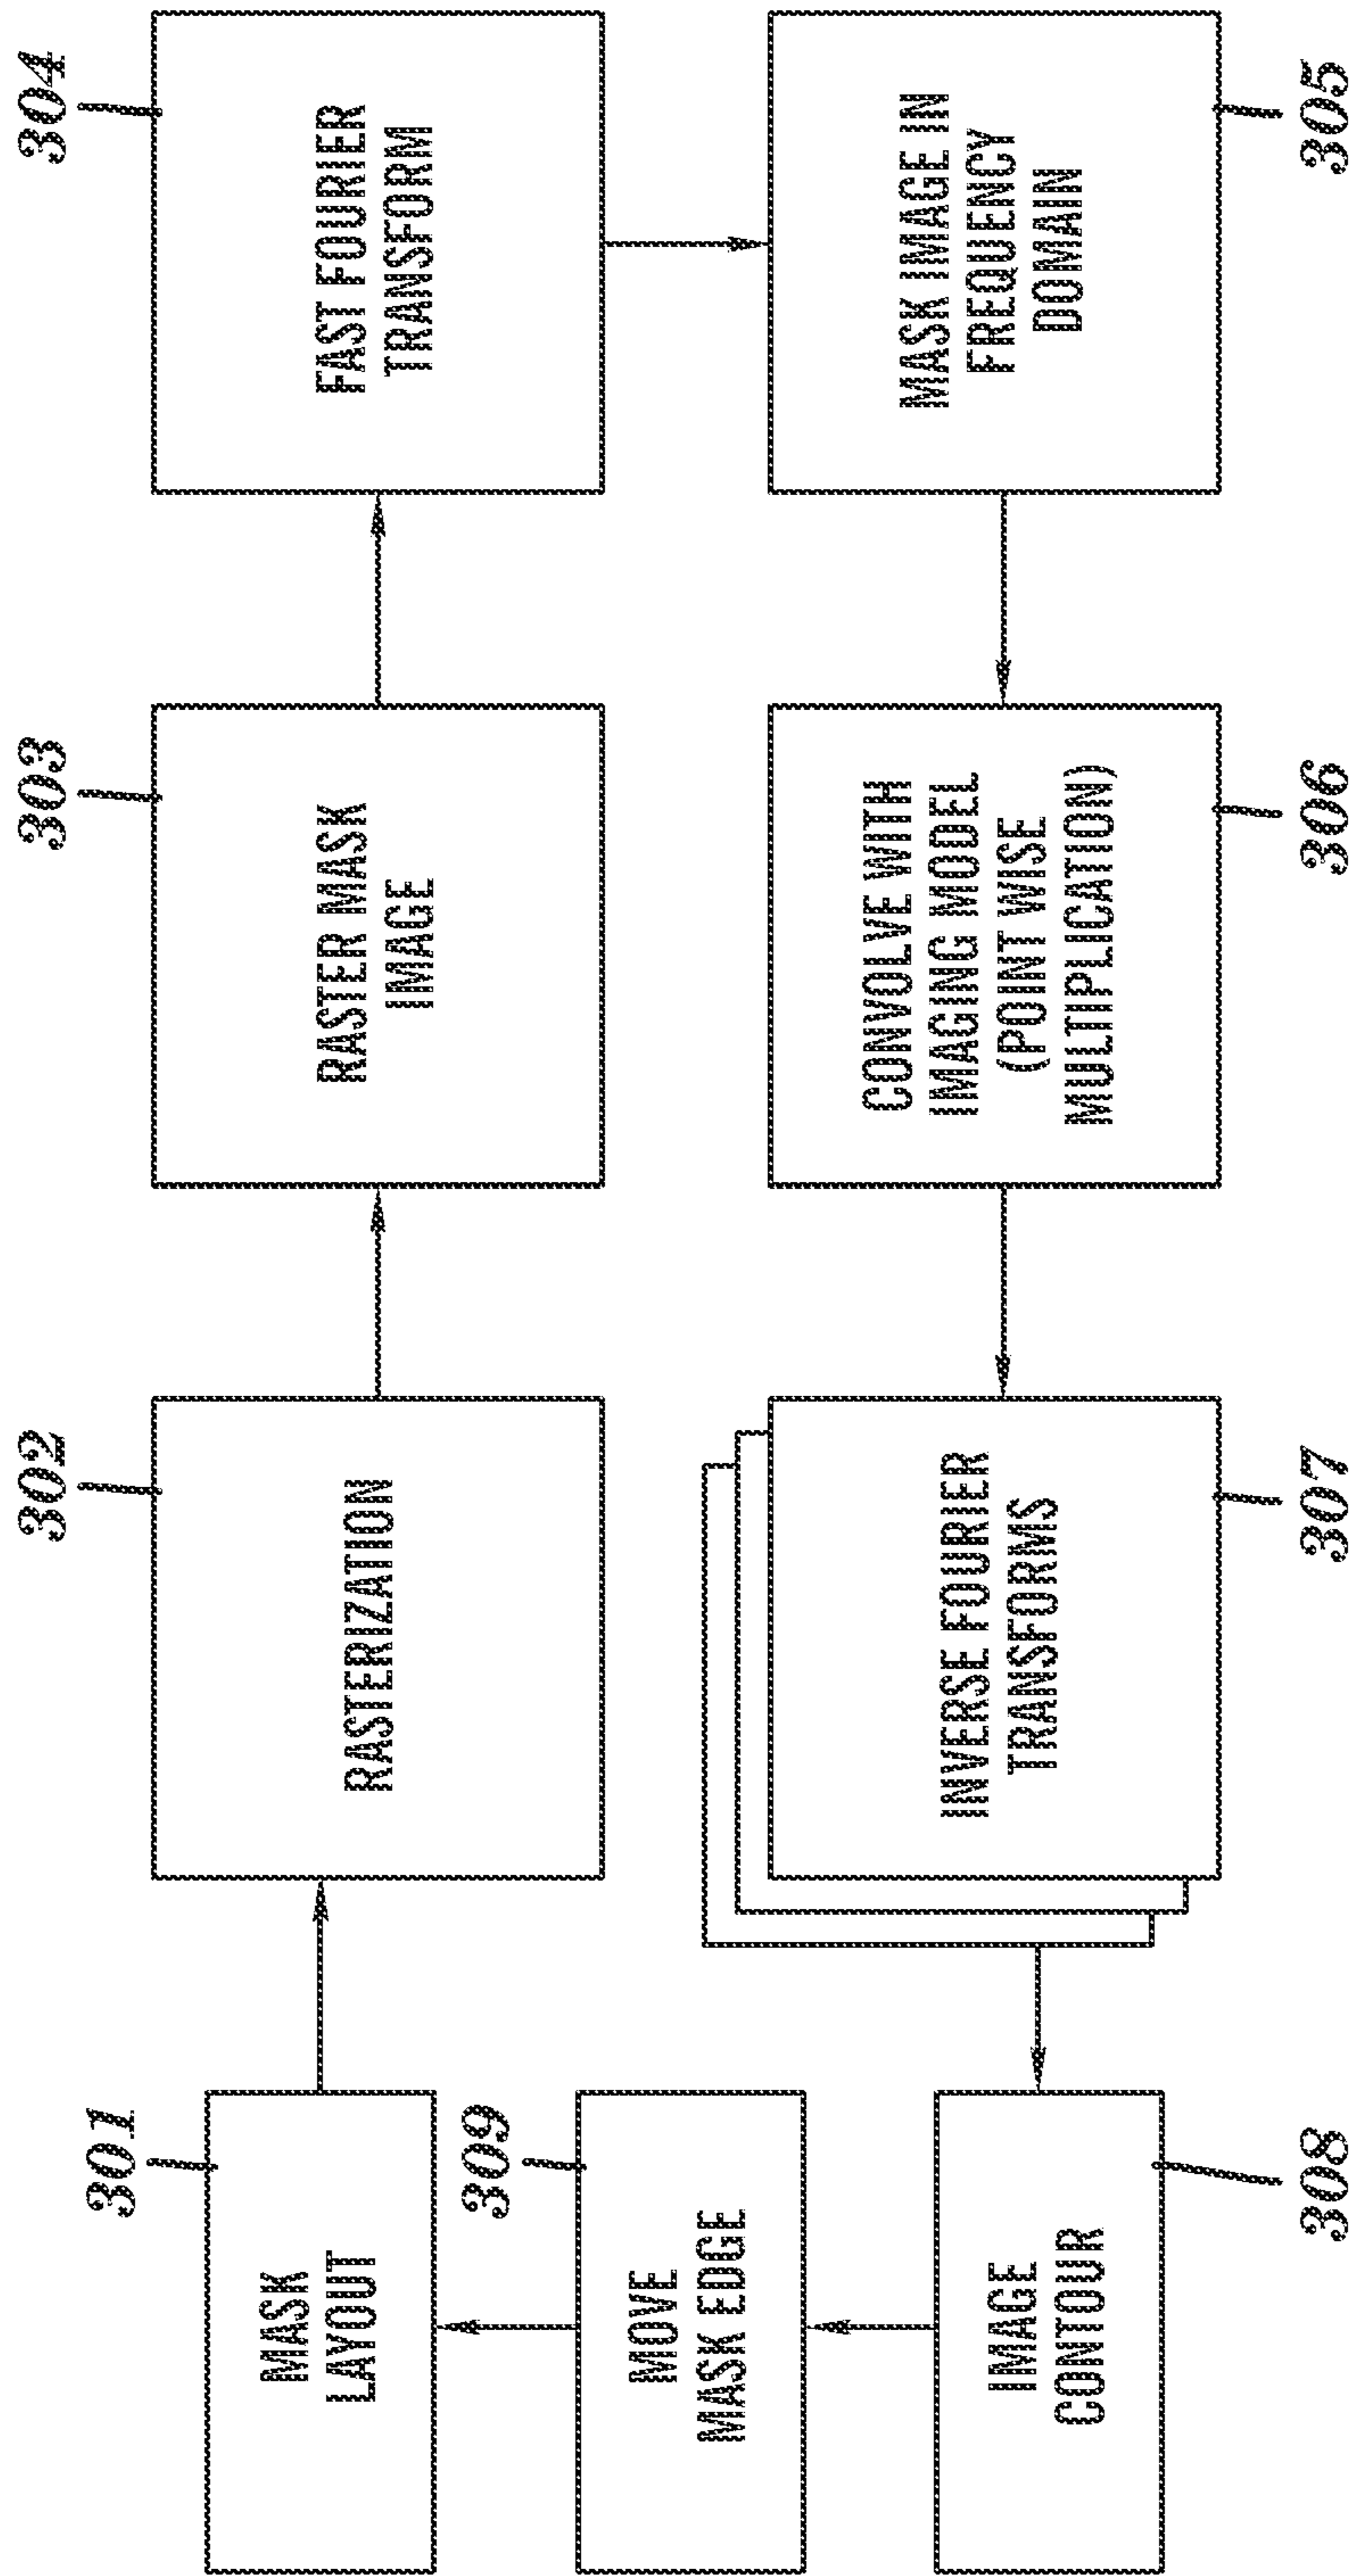 301
MASK
LAYOUT
302
RASTERIZATION
303
RASTER MASK
IMAGE
304
FAST FOURIER
TRANSFORM
309
MOVE
MASK EDGE
308
IMAGE
CONTOUR
307
INVERSE FOURIER
TRANSFORMS
306
CONVOLVE WITH
IMAGING MODEL
(POINT WISE
MULTIPLICATION)
305
MASK IMAGE IN
FREQUENCY
DOMAIN